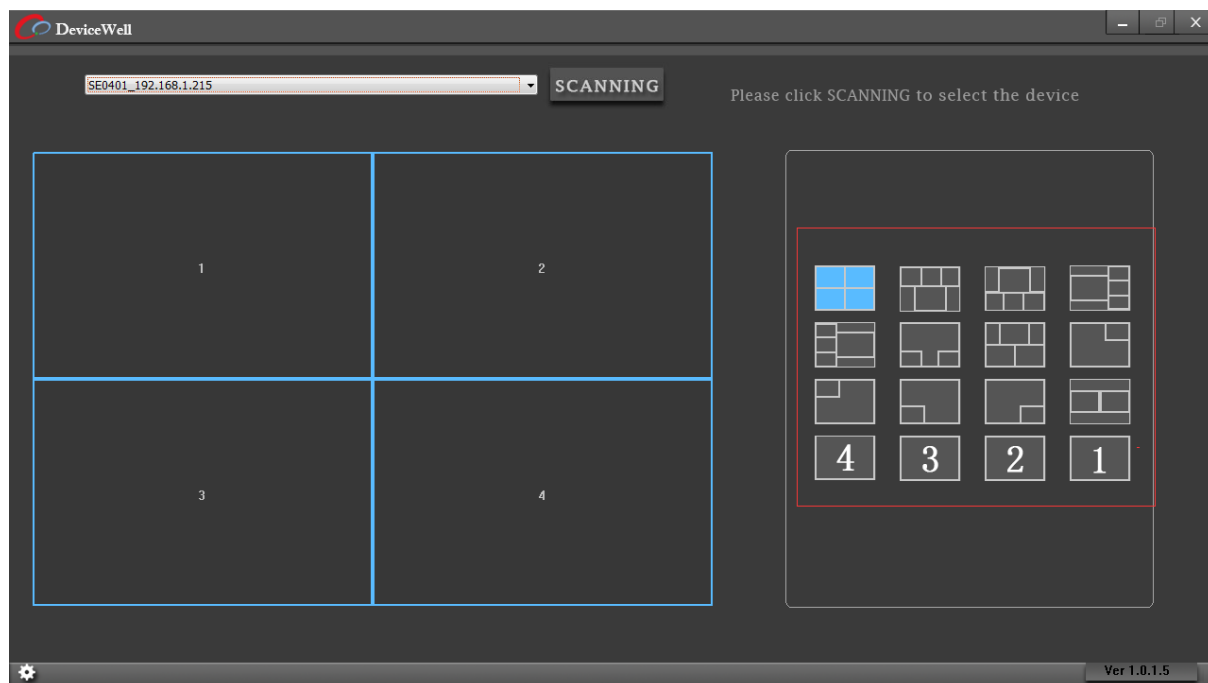 DeviceWell
SE0401_192.168.1.215
SCANNING
Please click SCANNING to select the device
1 2
3 4
4 3 2 1
Ver 1.0.1.5